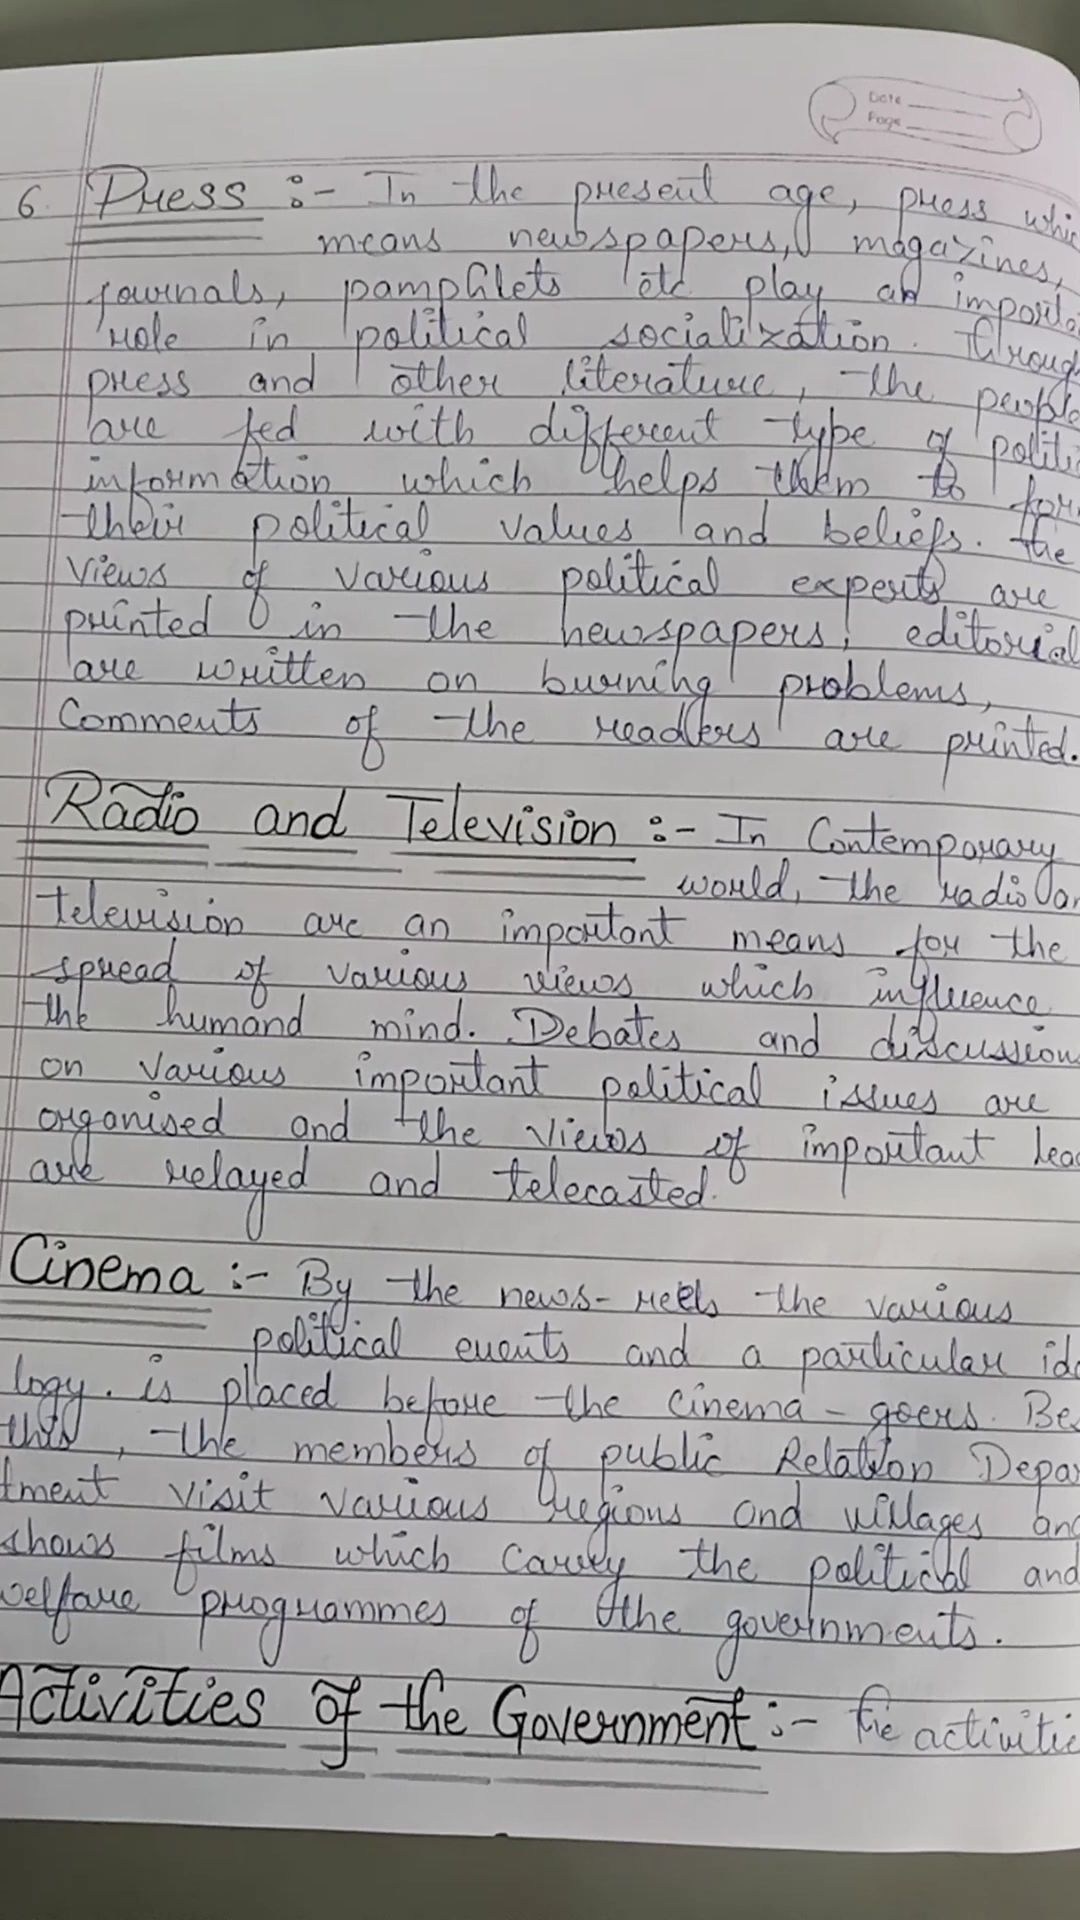 Date
Page
6. Press :- In the present age, press whic
means newspapers, magazines,
journals, pamphlets etc play an importa
role in political socialization. Through
press and other literature, the people
are fed with different type of politi
information which helps them to for
their political values and beliefs. The
views of various political experts are
printed in the newspapers, editorial
are written on burning problems,
Comments of the readers are printed.
Radio and Television :- In Contemporary
world, the radio an
television are an important means for the
spread of various views which influence
the humand mind. Debates and discussion
on various important political issues are
organised and the views of important lea
are relayed and telecasted.
Cinema :- By the news-reels the various
political events and a particular ide
logy. is placed before the cinema-goers. Be
this, the members of public Relation Depar
tment visit various regions and villages and
shows films which carry the political and
welfare programmes of the governments.
Activities of the Government :- The activitie